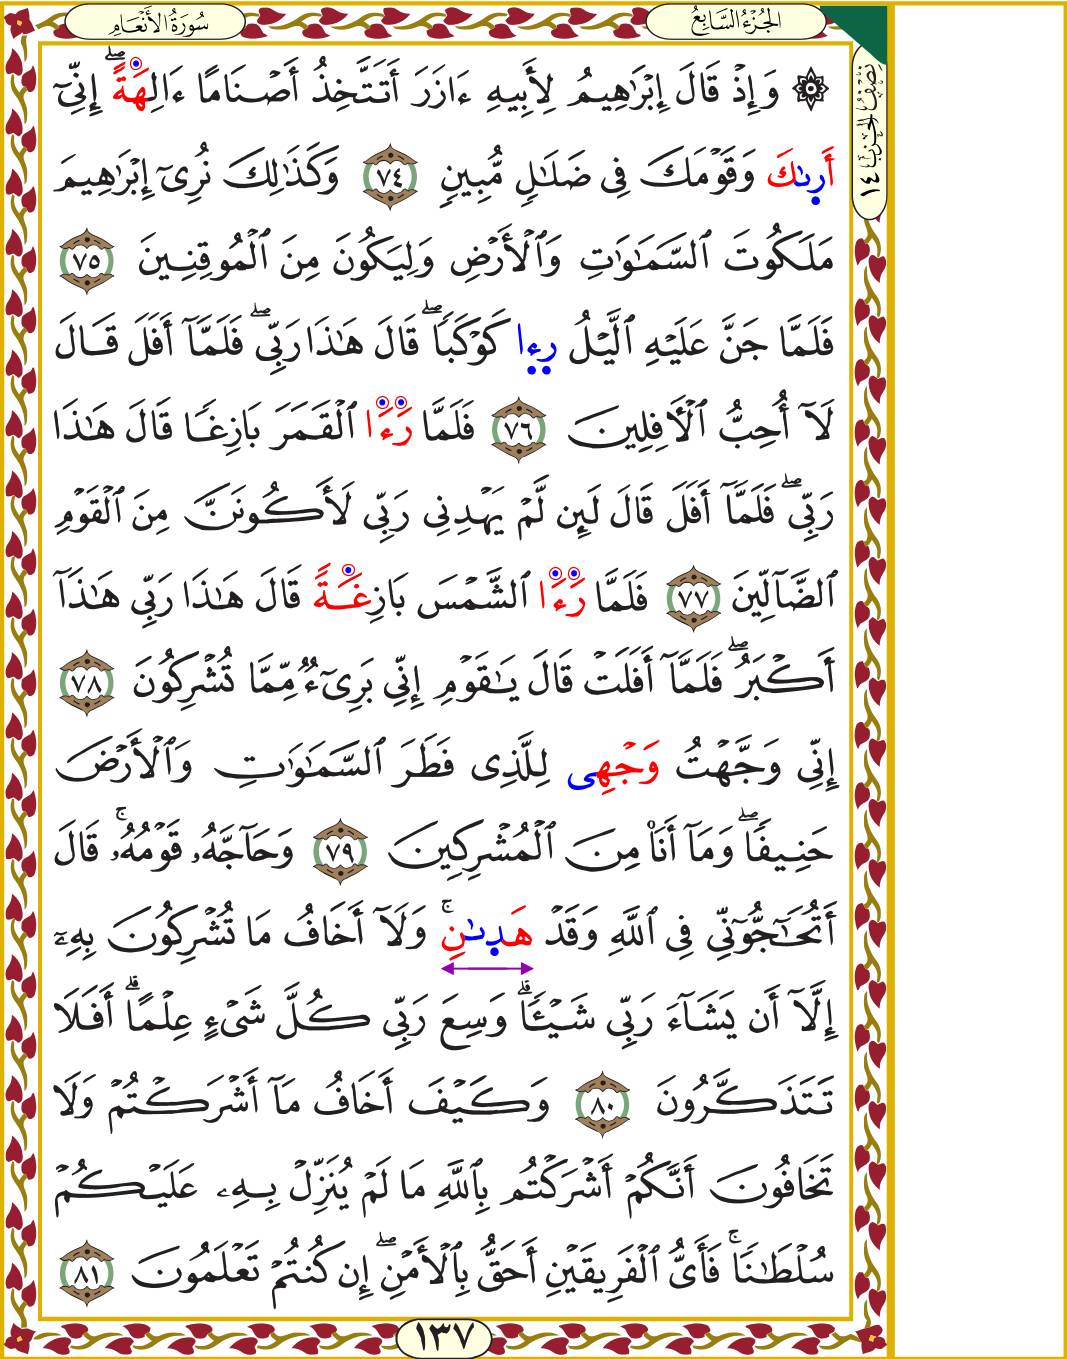 سُورَةُ الأَنْعَام
الجُزْءُ السَّابِعُ
نِصْفُ الحِزْب ١٤
۞ وَإِذْ قَالَ إِبْرَٰهِيمُ لِأَبِيهِ ءَازَرَ أَتَتَّخِذُ أَصْنَامًا ءَالِهَةًۖ إِنِّيٓ
أَرىٰكَ وَقَوْمَكَ فِي ضَلَٰلٖ مُّبِينٖ ٧٤ وَكَذَٰلِكَ نُرِيٓ إِبْرَٰهِيمَ
مَلَكُوتَ ٱلسَّمَٰوَٰتِ وَٱلْأَرْضِ وَلِيَكُونَ مِنَ ٱلْمُوقِنِينَ ٧٥
فَلَمَّا جَنَّ عَلَيْهِ ٱلَّيْلُ رءا كَوْكَبٗاۖ قَالَ هَٰذَا رَبِّيۖ فَلَمَّآ أَفَلَ قَالَ
لَآ أُحِبُّ ٱلْأٓفِلِينَ ٧٦ فَلَمَّا رَءَا ٱلْقَمَرَ بَازِغٗا قَالَ هَٰذَا
رَبِّيۖ فَلَمَّآ أَفَلَ قَالَ لَئِن لَّمْ يَهْدِنِي رَبِّي لَأَكُونَنَّ مِنَ ٱلْقَوْمِ
ٱلضَّآلِّينَ ٧٧ فَلَمَّا رَءَا ٱلشَّمْسَ بَازِغَةٗ قَالَ هَٰذَا رَبِّي هَٰذَآ
أَكْبَرُۖ فَلَمَّآ أَفَلَتْ قَالَ يَٰقَوْمِ إِنِّي بَرِيٓءٞ مِّمَّا تُشْرِكُونَ ٧٨
إِنِّي وَجَّهْتُ وَجْهِي لِلَّذِي فَطَرَ ٱلسَّمَٰوَٰتِ وَٱلْأَرْضَ
حَنِيفٗاۖ وَمَآ أَنَا۠ مِنَ ٱلْمُشْرِكِينَ ٧٩ وَحَآجَّهُۥ قَوْمُهُۥۚ قَالَ
أَتُحَٰٓجُّوٓنِّي فِي ٱللَّهِ وَقَدْ هَدىٰنِۚ وَلَآ أَخَافُ مَا تُشْرِكُونَ بِهِۦٓ
إِلَّآ أَن يَشَآءَ رَبِّي شَيْـٔٗاۗ وَسِعَ رَبِّي كُلَّ شَيْءٍ عِلْمًاۗ أَفَلَا
تَتَذَكَّرُونَ ٨٠ وَكَيْفَ أَخَافُ مَآ أَشْرَكْتُمْ وَلَا
تَخَافُونَ أَنَّكُمْ أَشْرَكْتُم بِٱللَّهِ مَا لَمْ يُنَزِّلْ بِهِۦ عَلَيْكُمْ
سُلْطَٰنٗاۚ فَأَيُّ ٱلْفَرِيقَيْنِ أَحَقُّ بِٱلْأَمْنِۖ إِن كُنتُمْ تَعْلَمُونَ ٨١
١٣٧